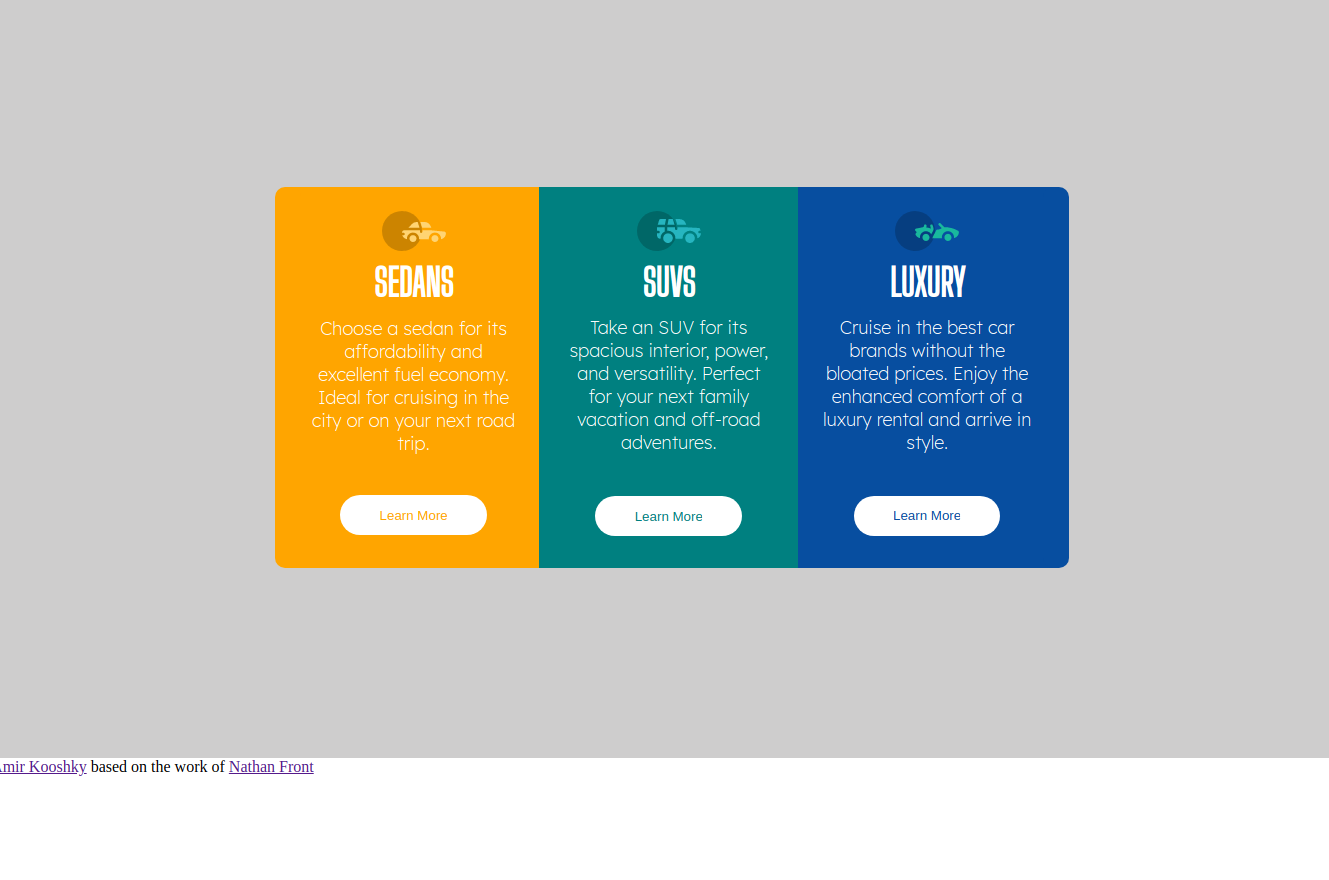 SEDANS
Choose a sedan for its
affordability and
excellent fuel economy.
Ideal for cruising in the
city or on your next road
trip.
Learn More
SUVS
Take an SUV for its
spacious interior, power,
and versatility. Perfect
for your next family
vacation and off-road
adventures.
Learn More
LUXURY
Cruise in the best car
brands without the
bloated prices. Enjoy the
enhanced comfort of a
luxury rental and arrive in
style.
Learn More
Amir Kooshky based on the work of Nathan Front